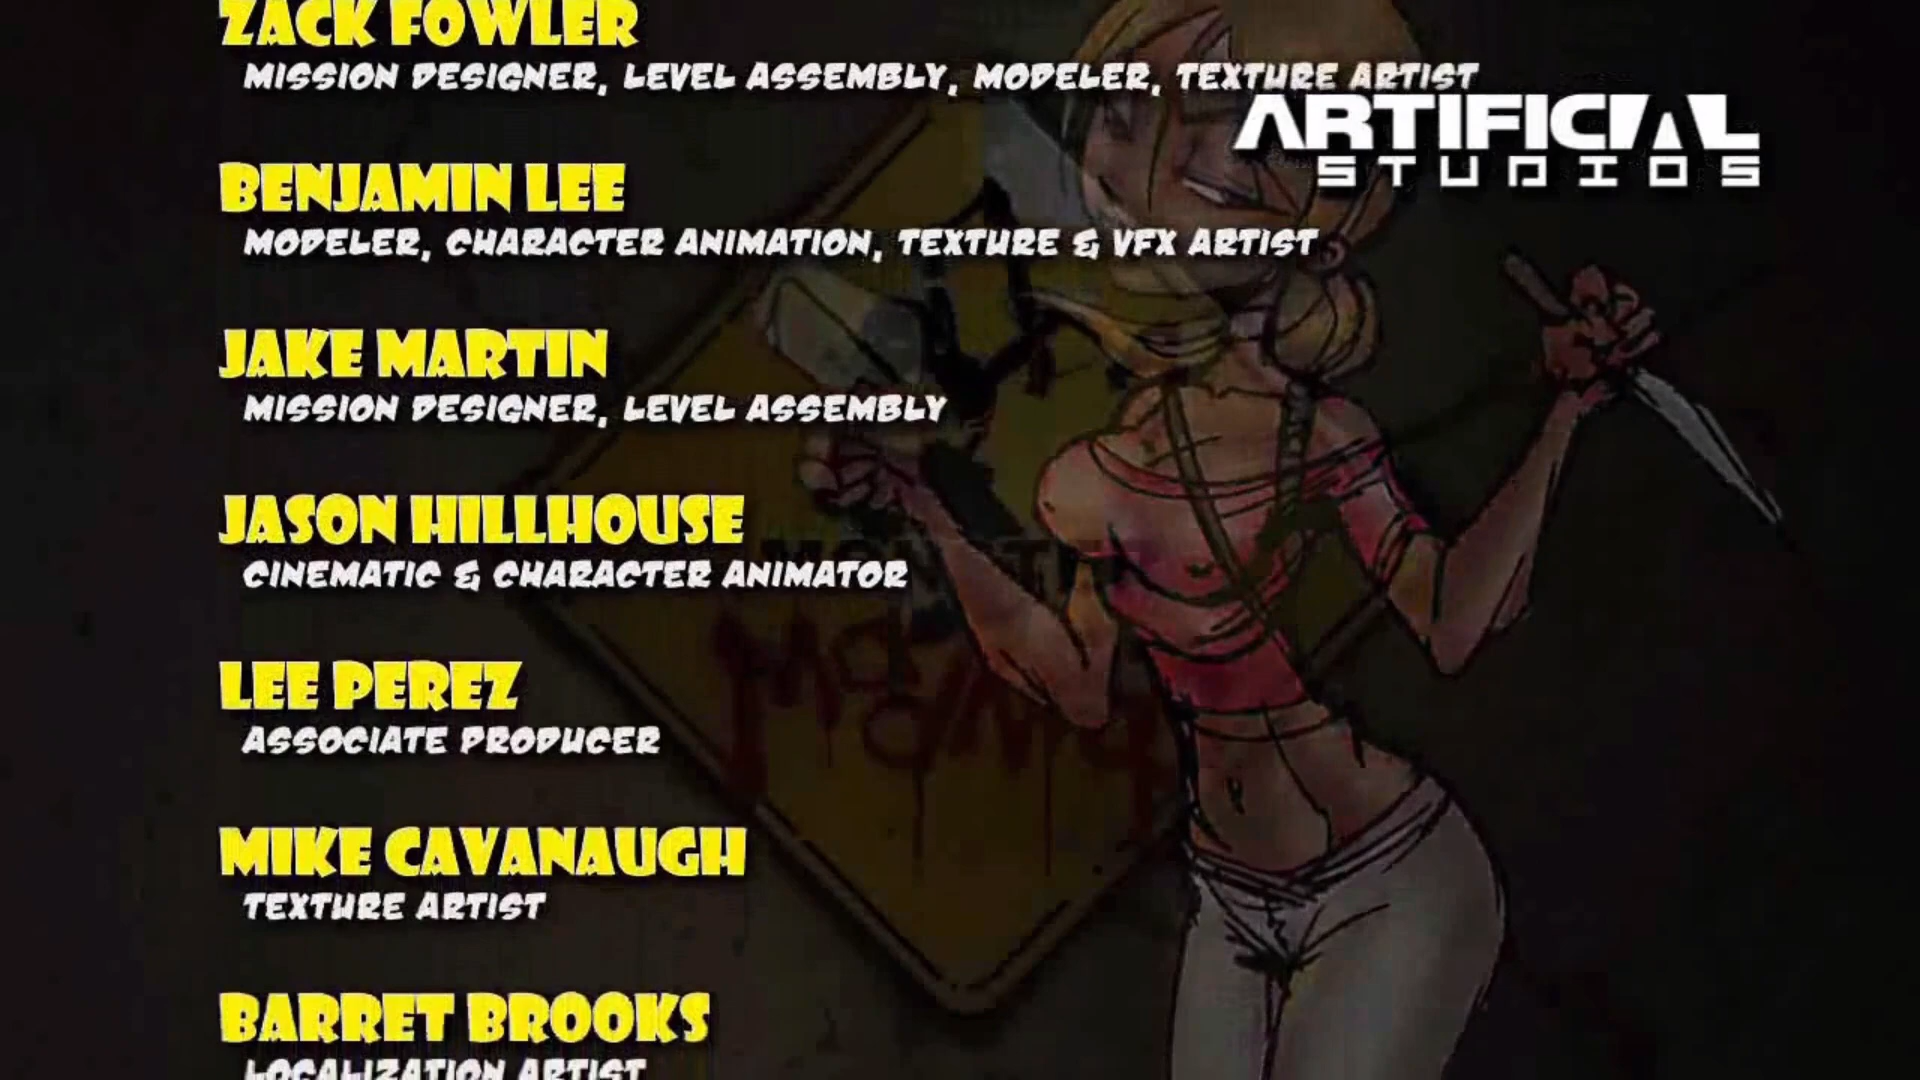 ZACK FOWLER
MISSION DESIGNER, LEVEL ASSEMBLY, MODELER, TEXTURE ARTIST
ARTIFICIAL
STUDIOS
BENJAMIN LEE
MODELER, CHARACTER ANIMATION, TEXTURE & VFX ARTIST
JAKE MARTIN
MISSION DESIGNER, LEVEL ASSEMBLY
JASON HILLHOUSE
CINEMATIC & CHARACTER ANIMATOR
LEE PEREZ
ASSOCIATE PRODUCER
MIKE CAVANAUGH
TEXTURE ARTIST
BARRET BROOKS
LOCALIZATION ARTIST